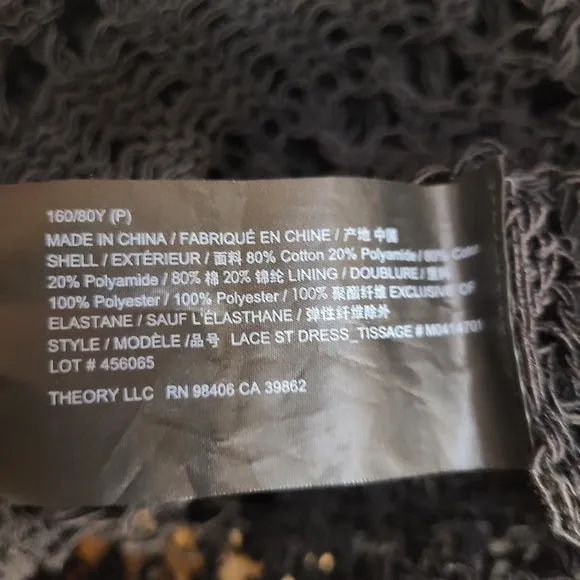 160/80Y (P)
MADE IN CHINA / FABRIQUÉ EN CHINE / 产地 中国
SHELL / EXTÉRIEUR / 面料 80% Cotton 20% Polyamide / 80% Coton
20% Polyamide / 80% 棉 20% 锦纶 LINING / DOUBLURE /
100% Polyester / 100% Polyester / 100% 聚酯纤维 EXCLUSIVE OF
ELASTANE / SAUF L'ÉLASTHANE / 弹性纤维除外
STYLE / MODÈLE /品号 LACE ST DRESS_TISSAGE # M0414701
LOT # 456065
THEORY LLC RN 98406 CA 39862